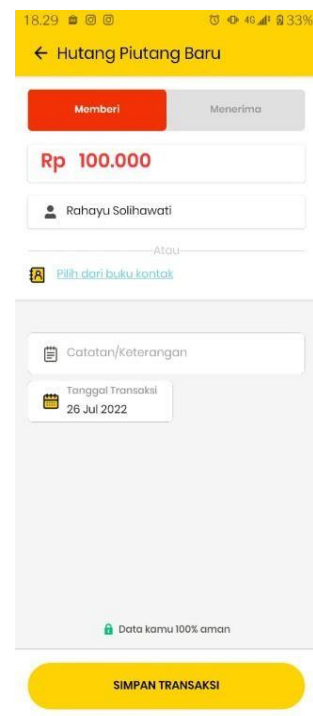 18.29 4G 33%
Hutang Piutang Baru
Memberi Menerima
Rp 100.000
Rahayu Solihawati
Atau
Pilih dari buku kontak
Catatan/Keterangan
Tanggal Transaksi
26 Jul 2022
Data kamu 100% aman
SIMPAN TRANSAKSI